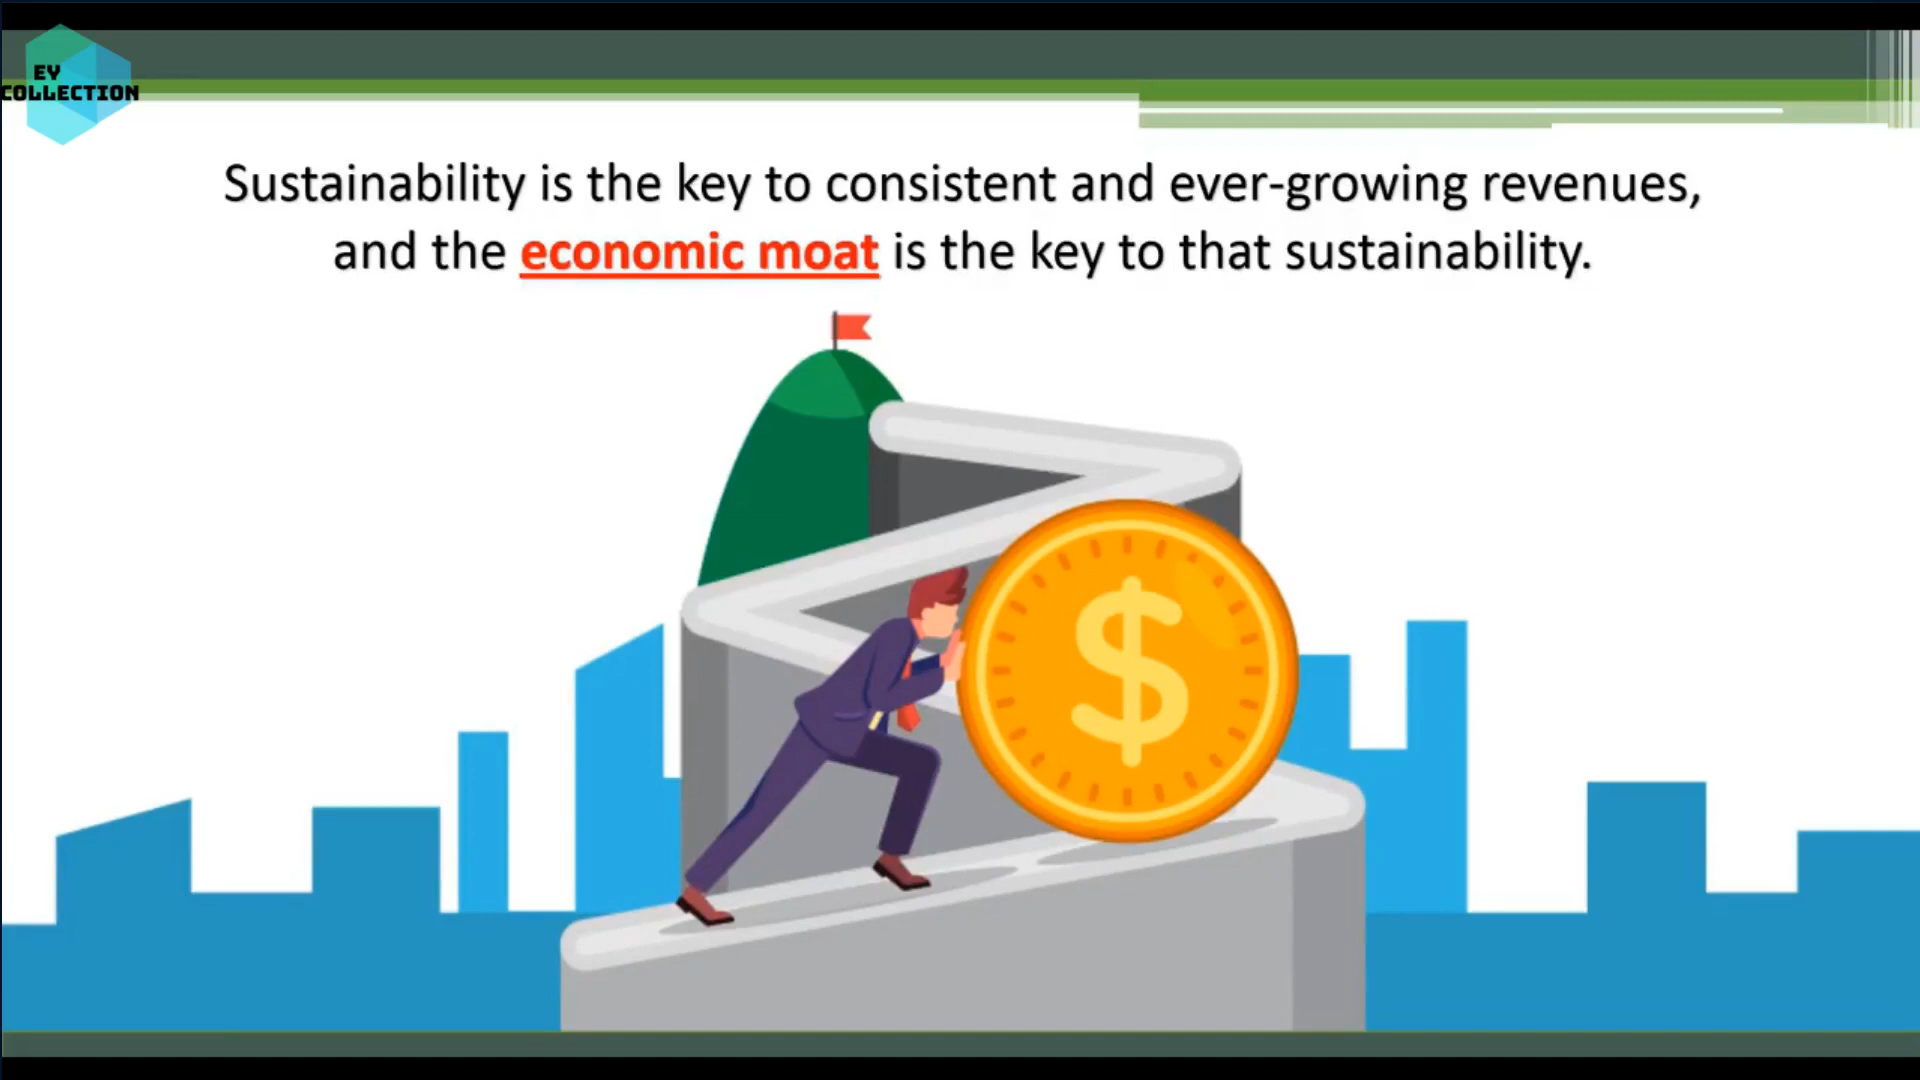 EY
COLLECTION
Sustainability is the key to consistent and ever-growing revenues,
and the economic moat is the key to that sustainability.
$